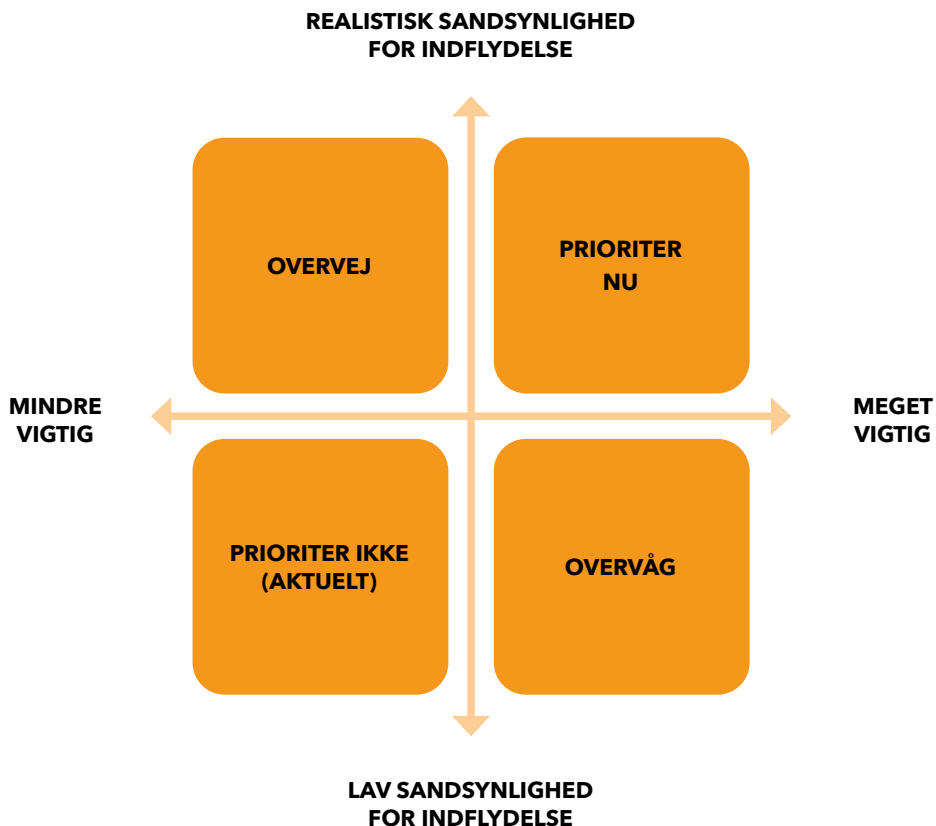 REALISTISK SANDSYNLIGHED
FOR INDFLYDELSE
OVERVEJ
PRIORITER
NU
MINDRE
VIGTIG
MEGET
VIGTIG
PRIORITER IKKE
(AKTUELT)
OVERVÅG
LAV SANDSYNLIGHED
FOR INDFLYDELSE